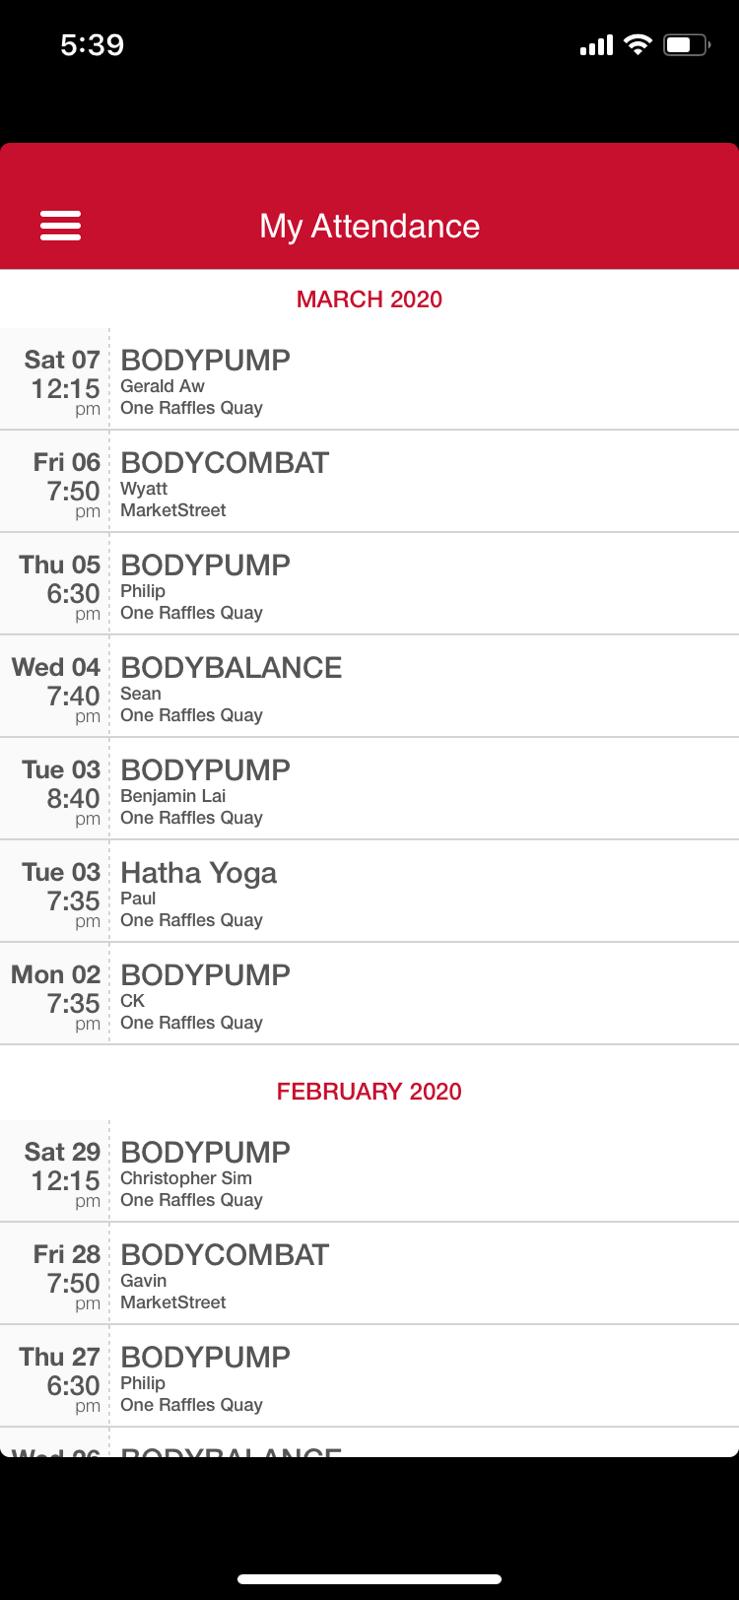 5:39
My Attendance
MARCH 2020
Sat 07 BODYPUMP
12:15 Gerald Aw
pm One Raffles Quay
Fri 06 BODYCOMBAT
7:50 Wyatt
pm MarketStreet
Thu 05 BODYPUMP
6:30 Philip
pm One Raffles Quay
Wed 04 BODYBALANCE
7:40 Sean
pm One Raffles Quay
Tue 03 BODYPUMP
8:40 Benjamin Lai
pm One Raffles Quay
Tue 03 Hatha Yoga
7:35 Paul
pm One Raffles Quay
Mon 02 BODYPUMP
7:35 CK
pm One Raffles Quay
FEBRUARY 2020
Sat 29 BODYPUMP
12:15 Christopher Sim
pm One Raffles Quay
Fri 28 BODYCOMBAT
7:50 Gavin
pm MarketStreet
Thu 27 BODYPUMP
6:30 Philip
pm One Raffles Quay
Wed 26 BODYBALANCE